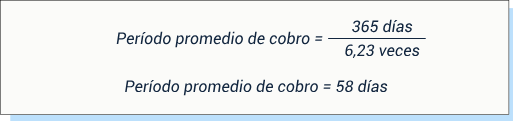 Período promedio de cobro = 365 días / 6,23 veces
Período promedio de cobro = 58 días